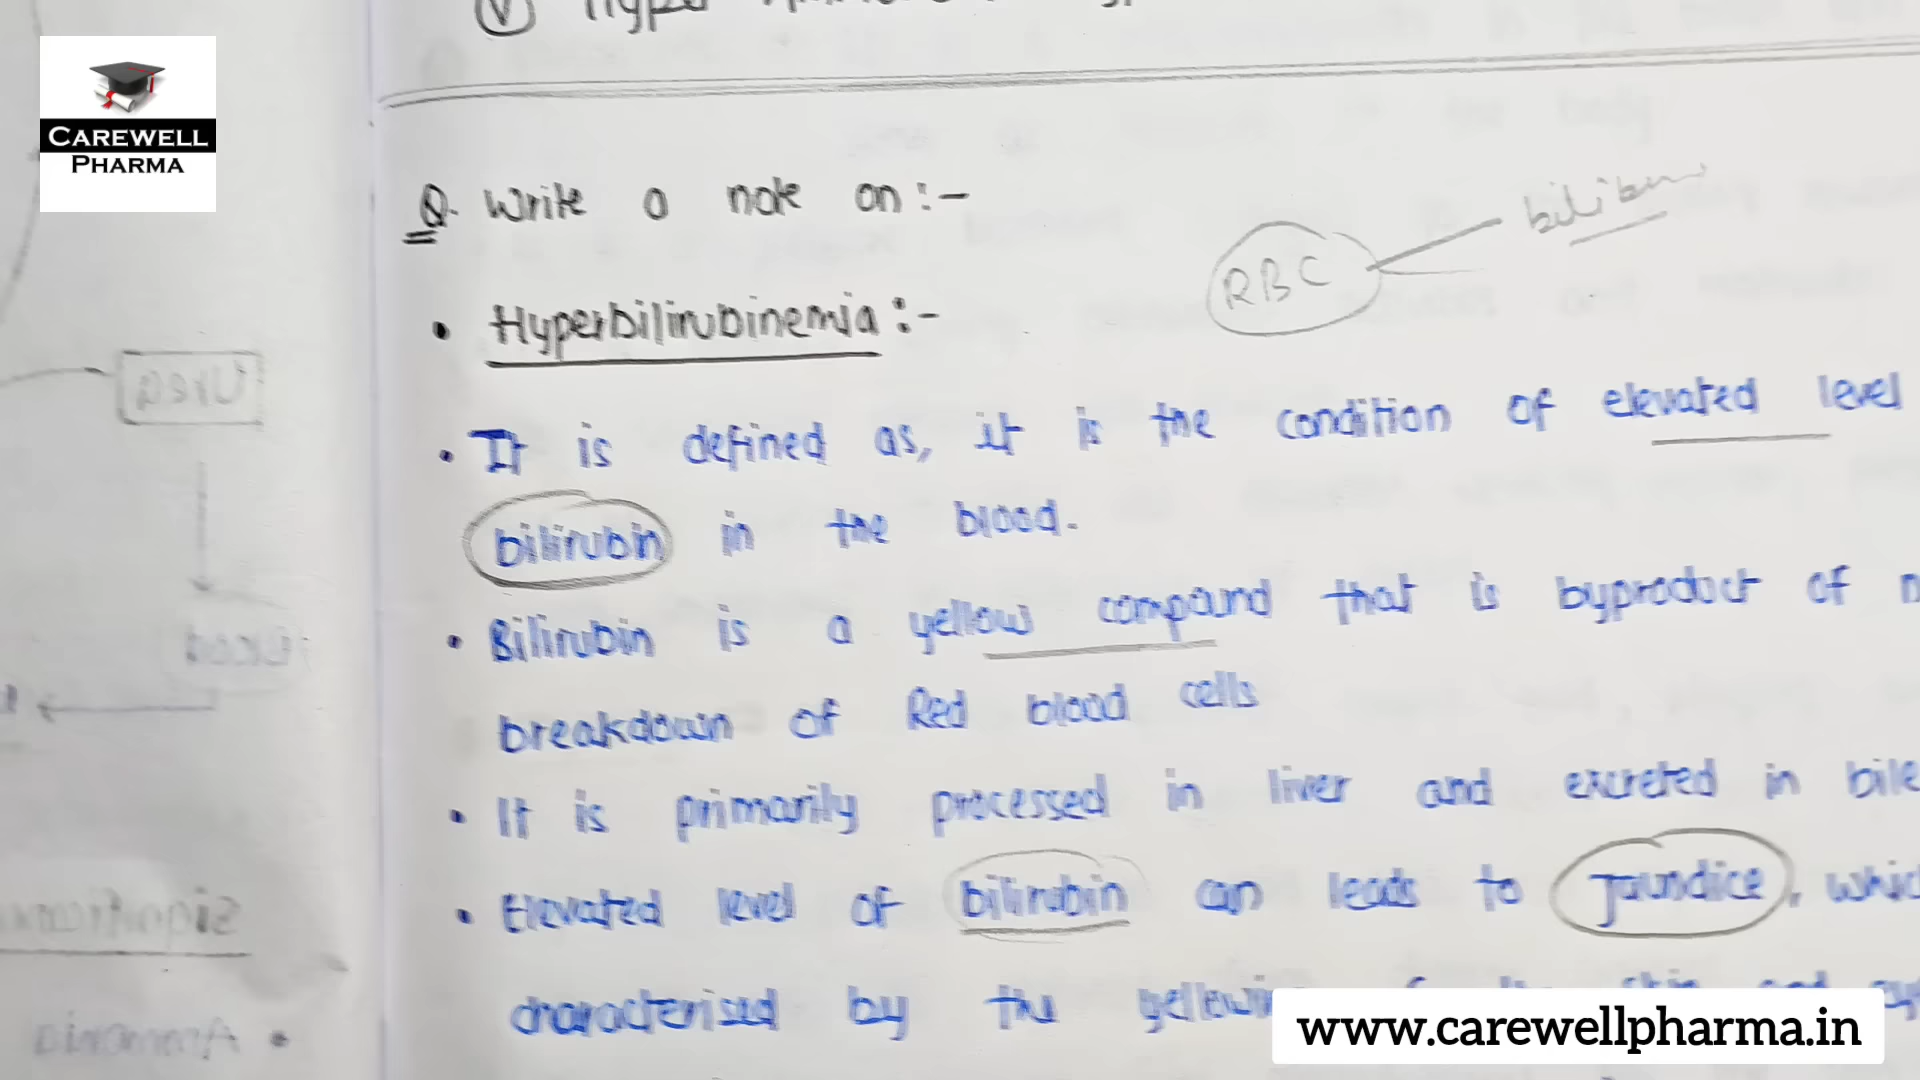 V Hyper
CAREWELL
PHARMA
Q. Write a note on :-
RBC
• Hyperbilirubinemia :-
• It is defined as, it is the condition of elevated level
bilirubin in the blood.
• Bilirubin is a yellow compound that is byproduct of
breakdown of Red blood cells
• It is primarily processed in liver and excreted in bile
• Elevated level of bilirubin can leads to Jaundice,
characterised by the
www.carewellpharma.in